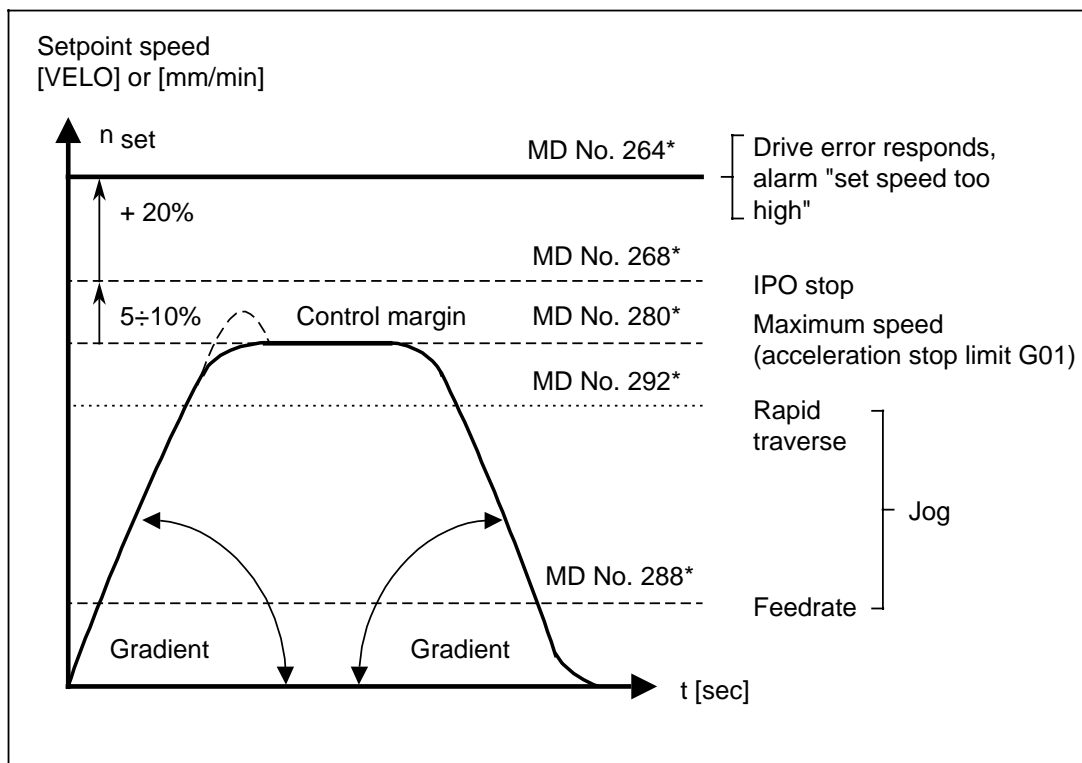 Setpoint speed
[VELO] or [mm/min]
n set
MD No. 264*
Drive error responds,
alarm "set speed too
high"
+ 20%
MD No. 268*
IPO stop
5÷10%
Control margin
MD No. 280*
Maximum speed
(acceleration stop limit G01)
MD No. 292*
Rapid
traverse
Jog
MD No. 288*
Feedrate
Gradient
Gradient
t [sec]